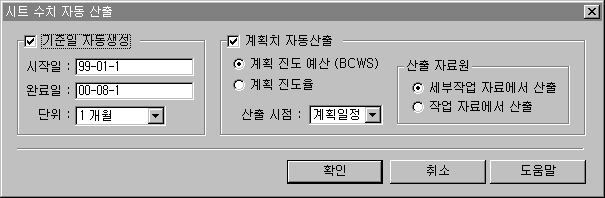 시트 수치 자동 산출
기준일 자동생성
시작일 : 99-01-1
완료일 : 00-08-1
단위 : 1 개월
계획치 자동산출
계획 진도 예산 (BCWS)
계획 진도율
산출 시점 : 계획일정
산출 자료원
세부작업 자료에서 산출
작업 자료에서 산출
확인
취소
도움말